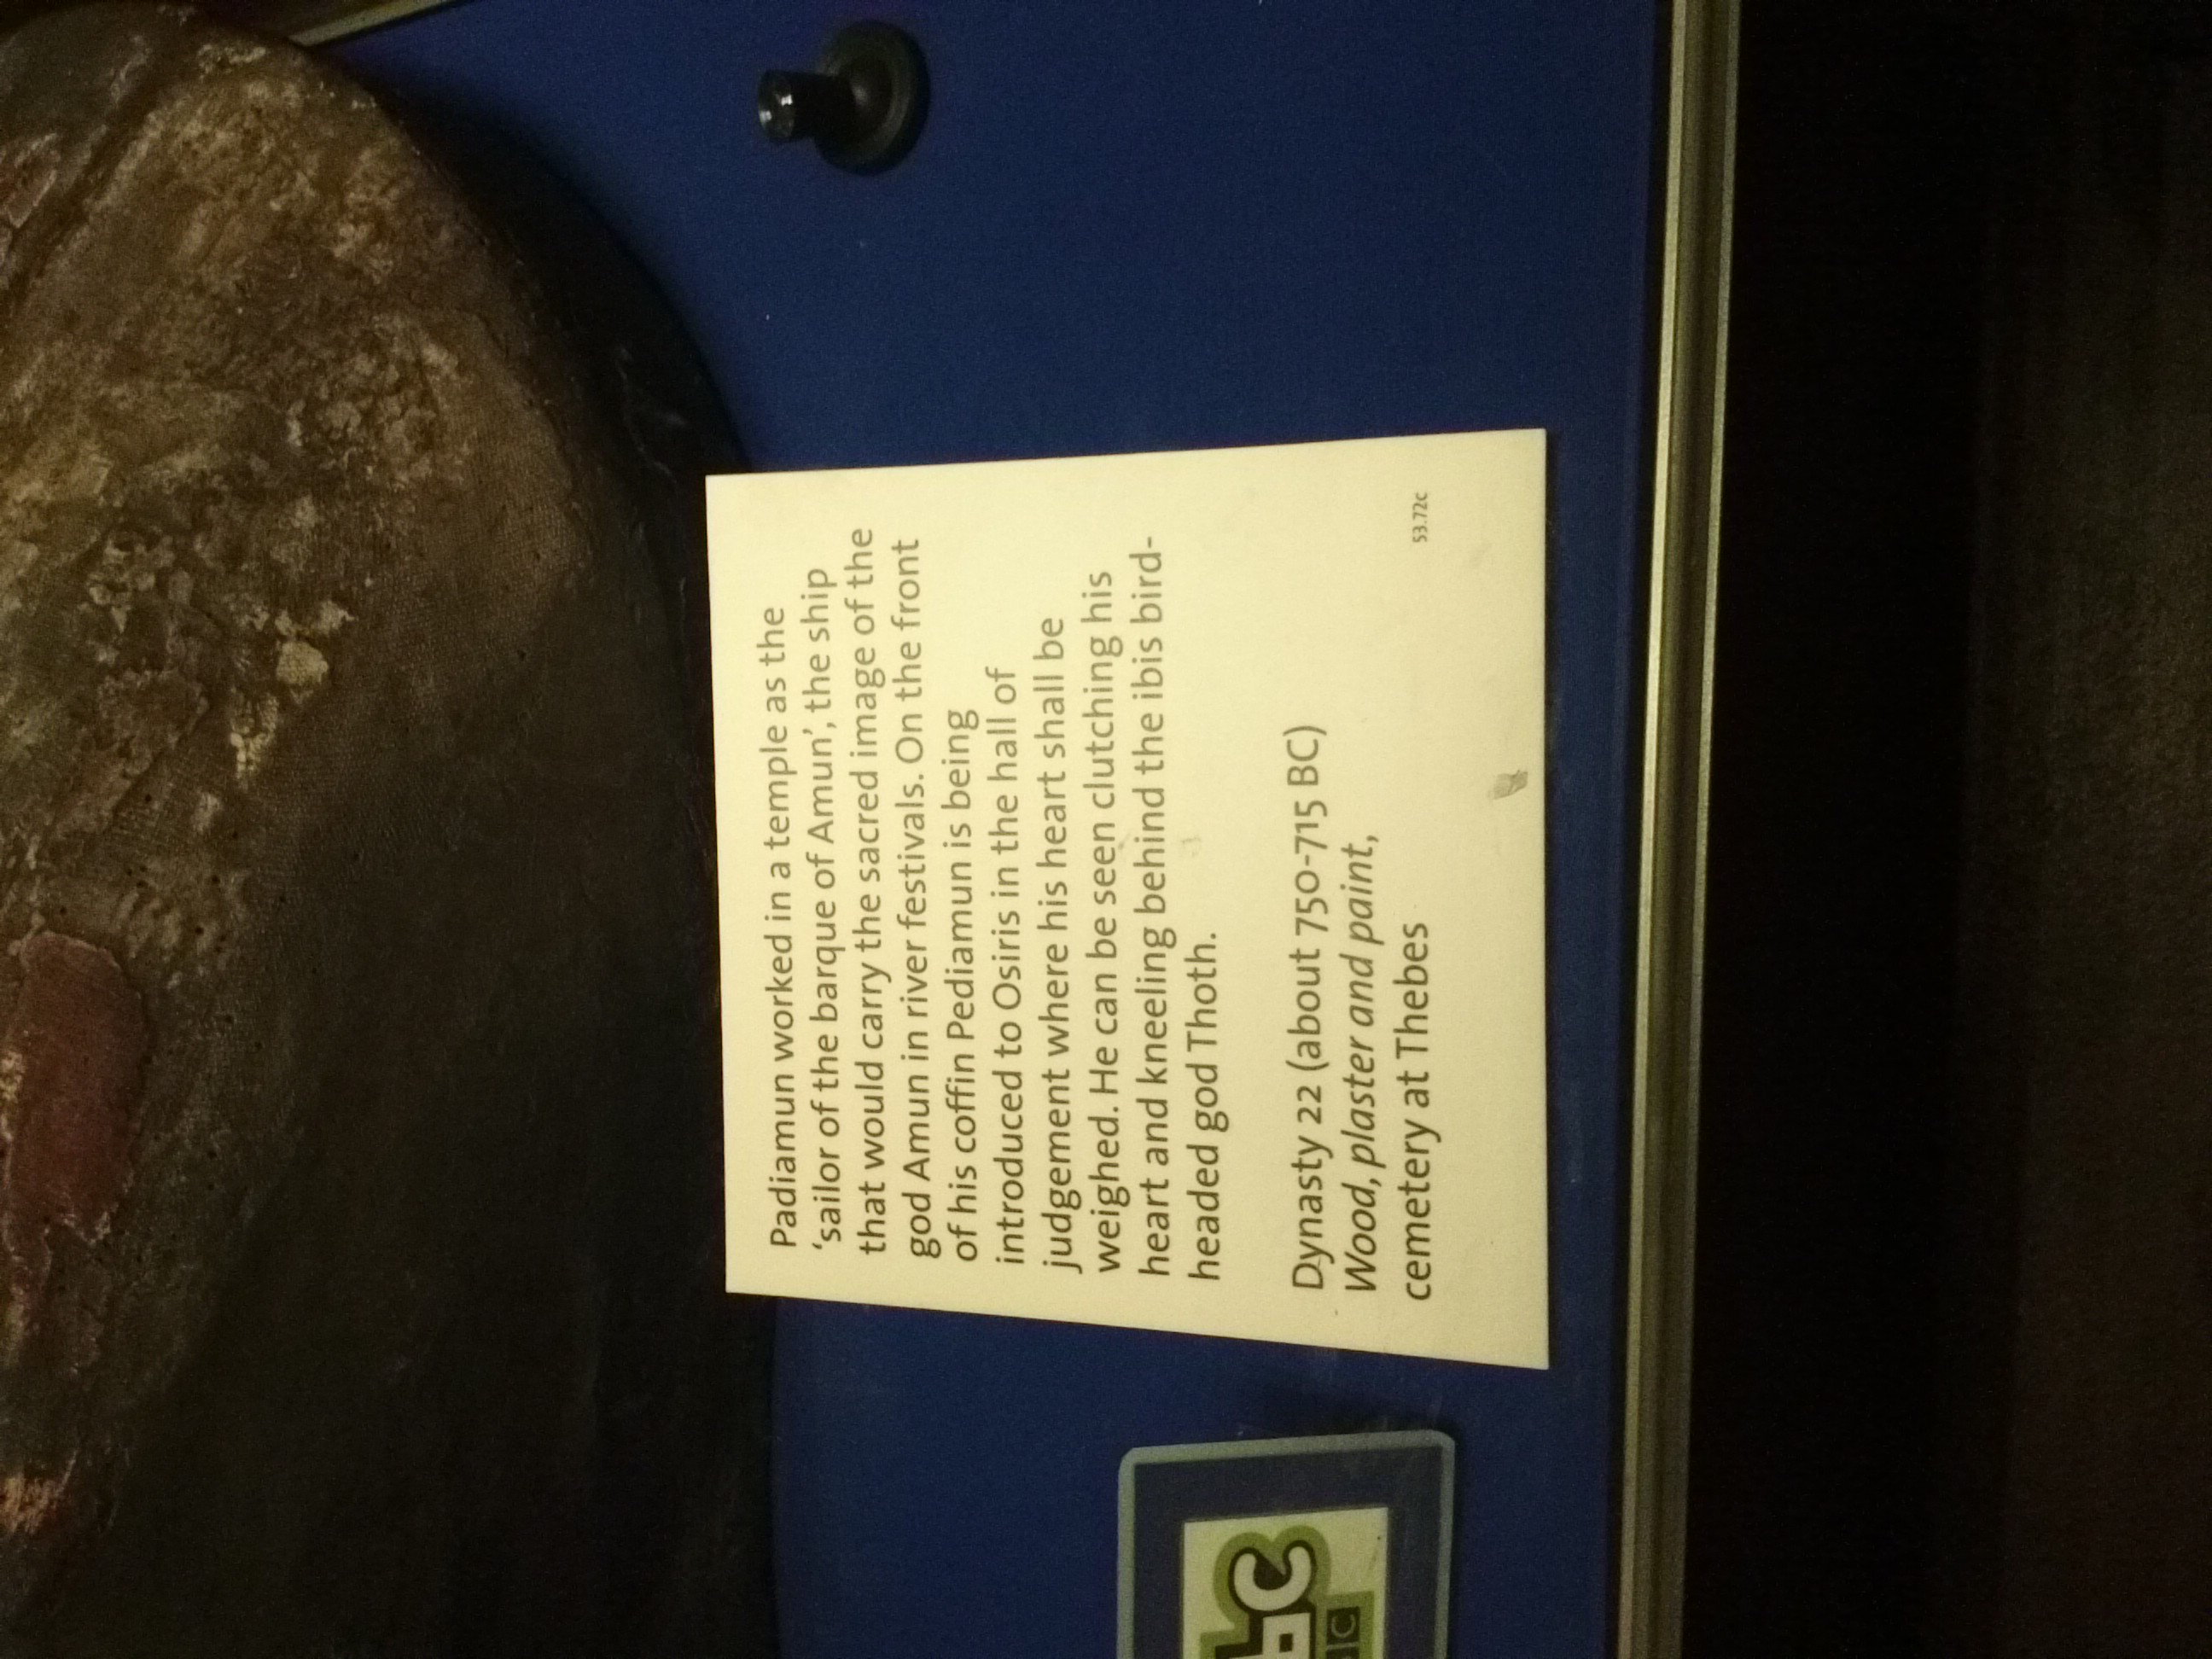 Padiamun worked in a temple as the
‘sailor of the barque of Amun’, the ship
that would carry the sacred image of the
god Amun in river festivals. On the front
of his coffin Pediamun is being
introduced to Osiris in the hall of
judgement where his heart shall be
weighed. He can be seen clutching his
heart and kneeling behind the ibis bird-
headed god Thoth.
Dynasty 22 (about 750-715 BC)
Wood, plaster and paint,
cemetery at Thebes
53.72c